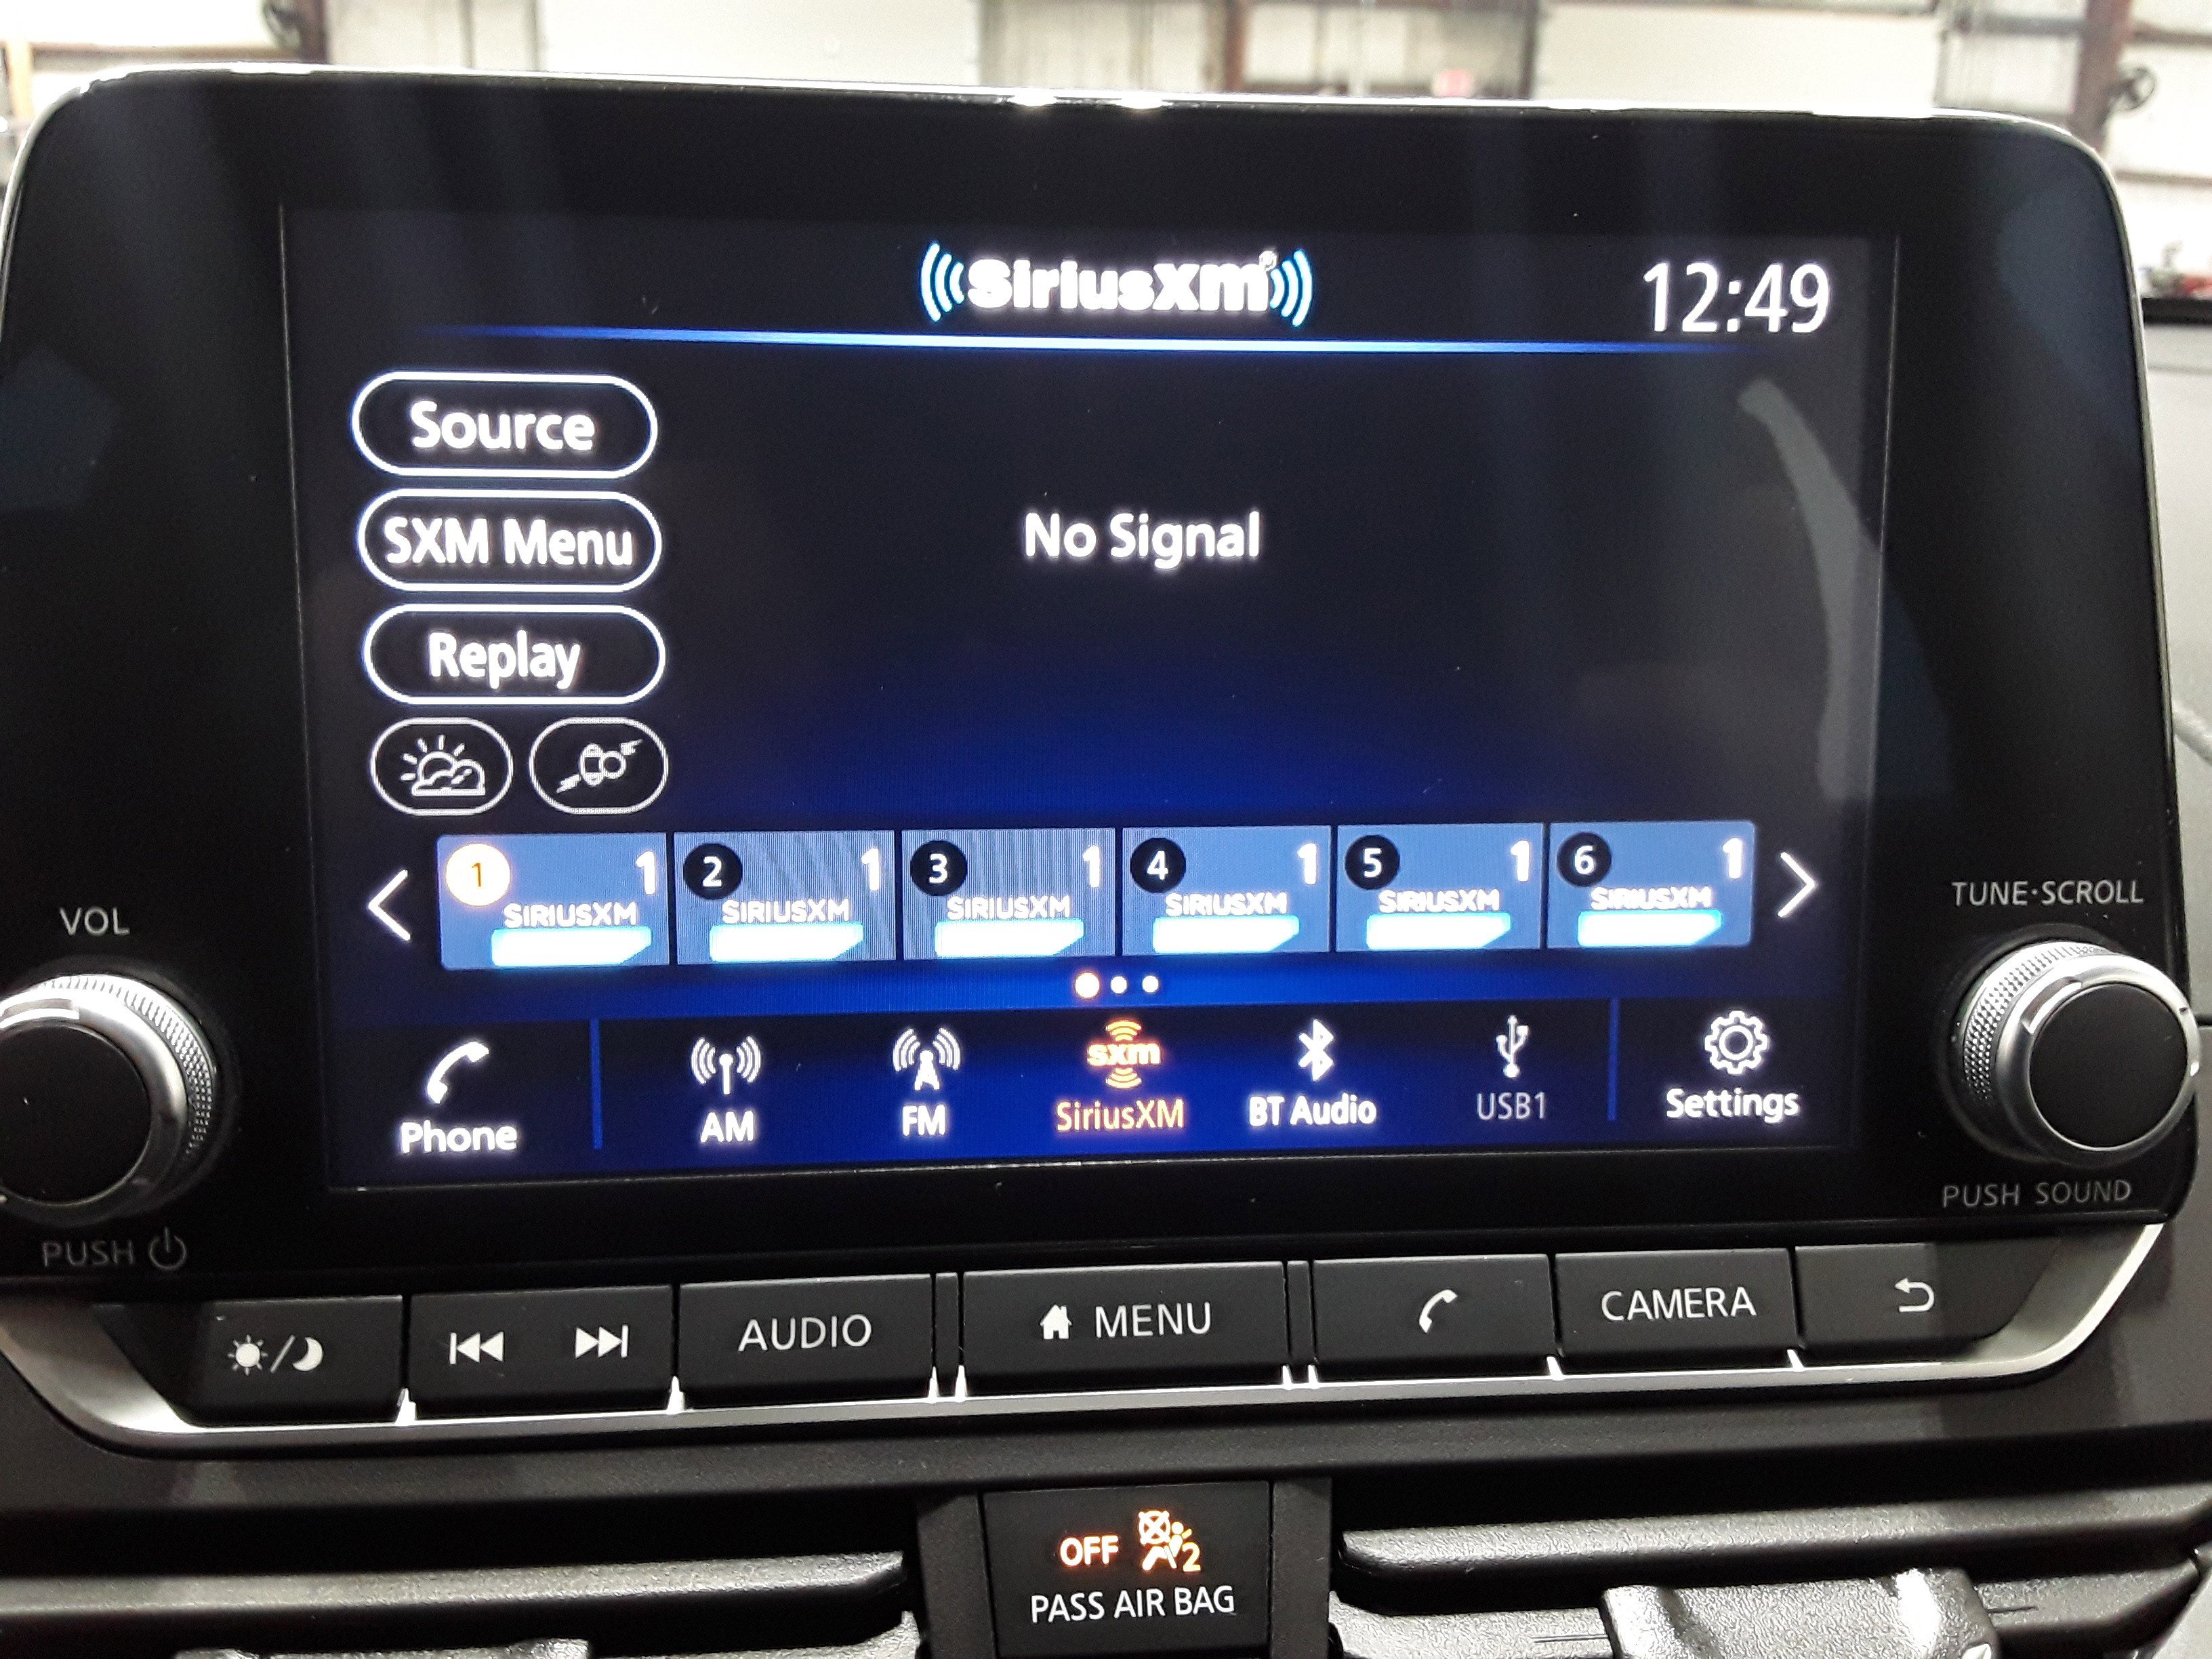 SiriusXM®
12:49
Source
SXM Menu
Replay
No Signal
1 1 2 1 3 1 4 1 5 1 6 1
SIRIUSXM SIRIUSXM SIRIUSXM SIRIUSXM SIRIUSXM SIRIUSXM
VOL
TUNE·SCROLL
sxm
Phone AM FM SiriusXM BT Audio USB1 Settings
PUSH
PUSH SOUND
AUDIO MENU CAMERA
OFF 2
PASS AIR BAG